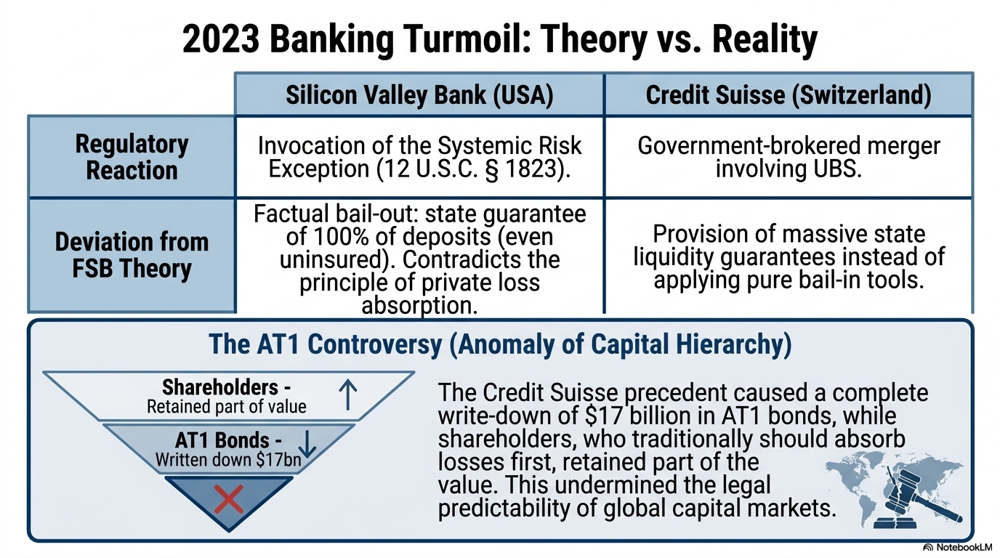 2023 Banking Turmoil: Theory vs. Reality
Silicon Valley Bank (USA)
Credit Suisse (Switzerland)
Regulatory
Reaction
Invocation of the Systemic Risk
Exception (12 U.S.C. § 1823).
Government-brokered merger
involving UBS.
Deviation from
FSB Theory
Factual bail-out: state guarantee
of 100% of deposits (even
uninsured). Contradicts the
principle of private loss
absorption.
Provision of massive state
liquidity guarantees instead of
applying pure bail-in tools.
The AT1 Controversy (Anomaly of Capital Hierarchy)
Shareholders -
Retained part of value
AT1 Bonds -
Written down $17bn
The Credit Suisse precedent caused a complete
write-down of $17 billion in AT1 bonds, while
shareholders, who traditionally should absorb
losses first, retained part of the
value. This undermined the legal
predictability of global capital markets.
NotebookLM